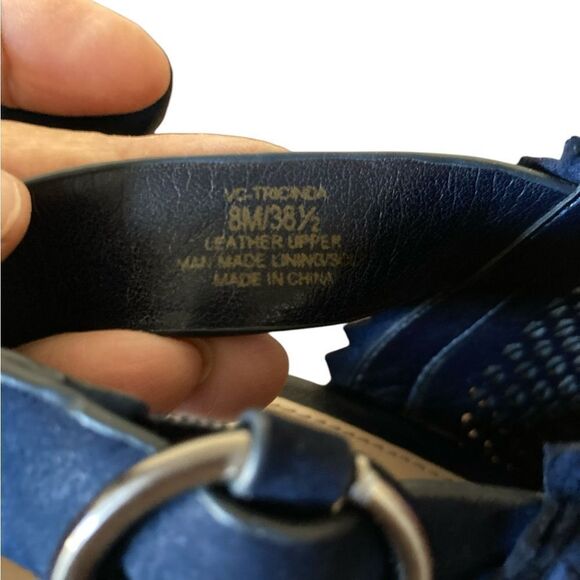 VC-TRICINDA
8M/38½
LEATHER UPPER
MAN MADE LINING/SOLE
MADE IN CHINA